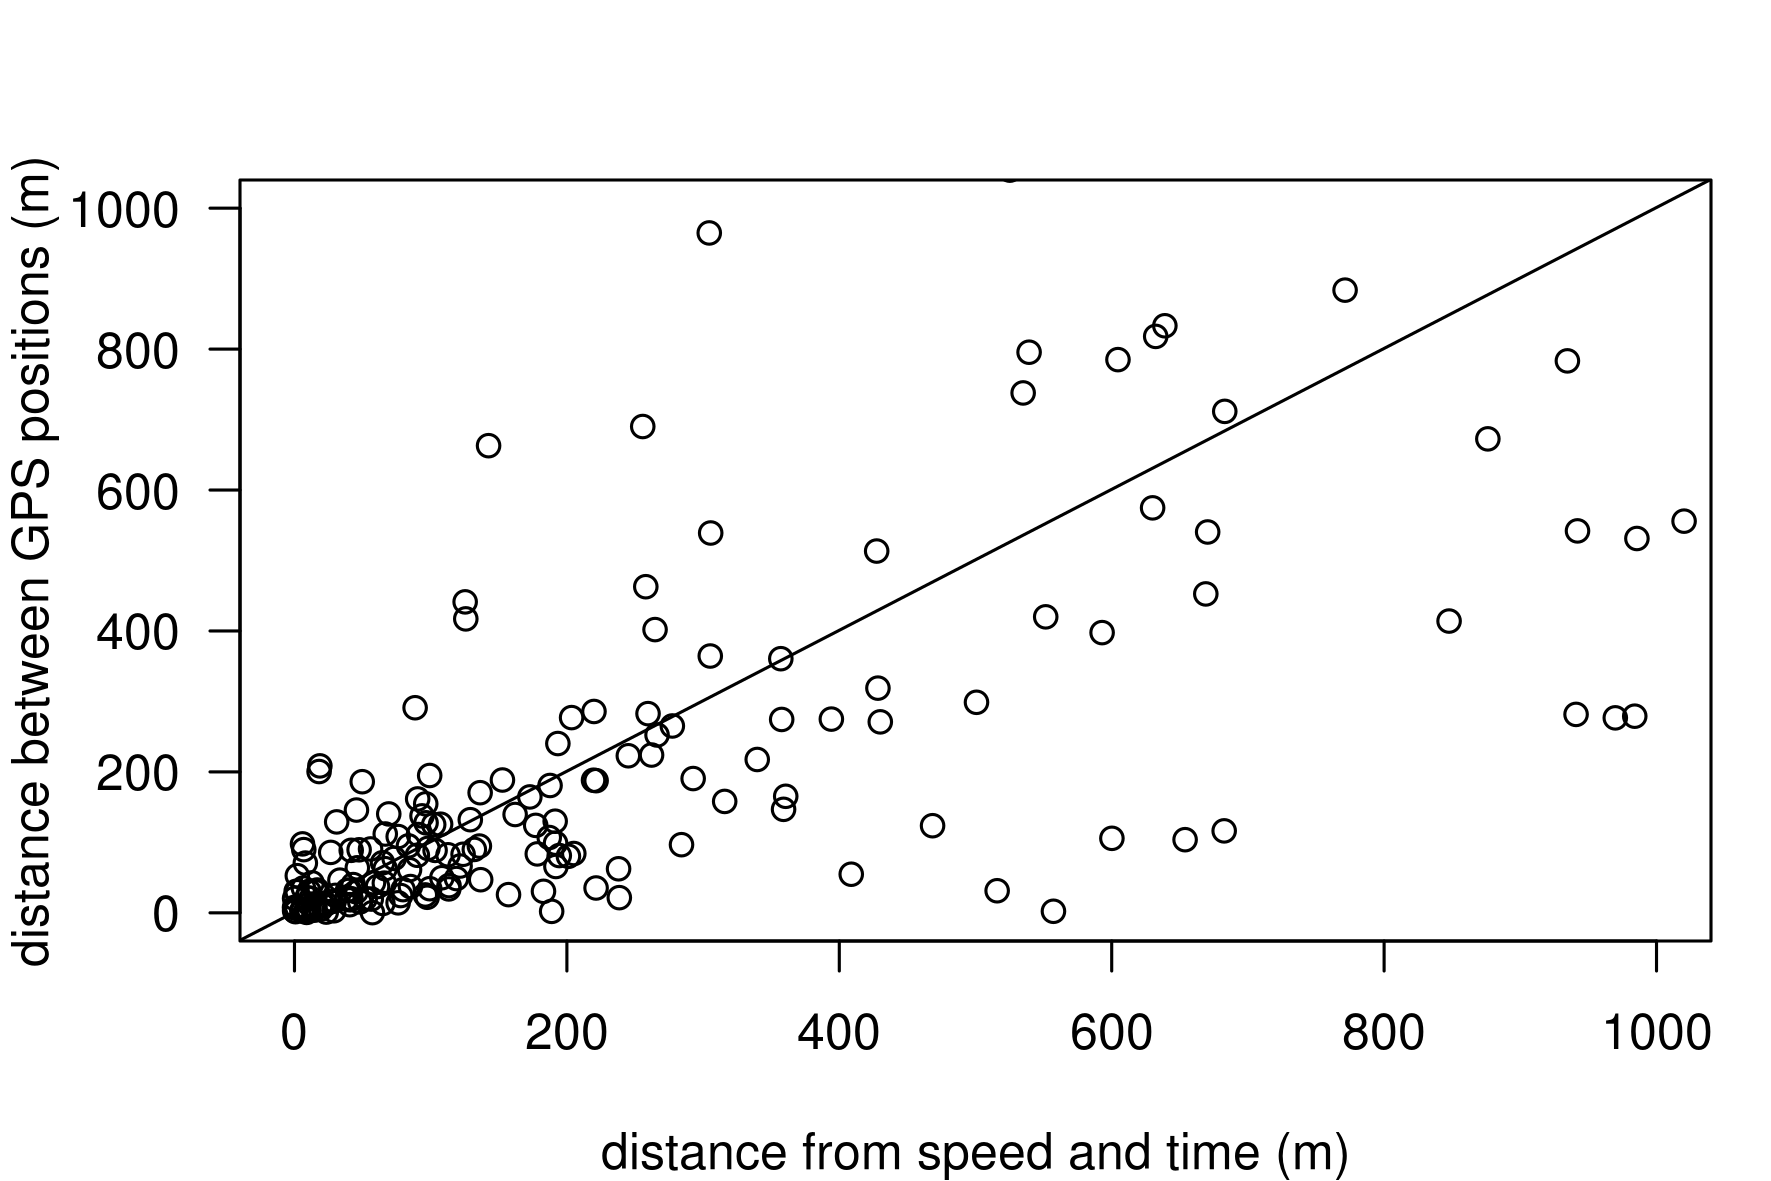 distance between GPS positions (m)
1000
800
600
400
200
0
0 200 400 600 800 1000
distance from speed and time (m)